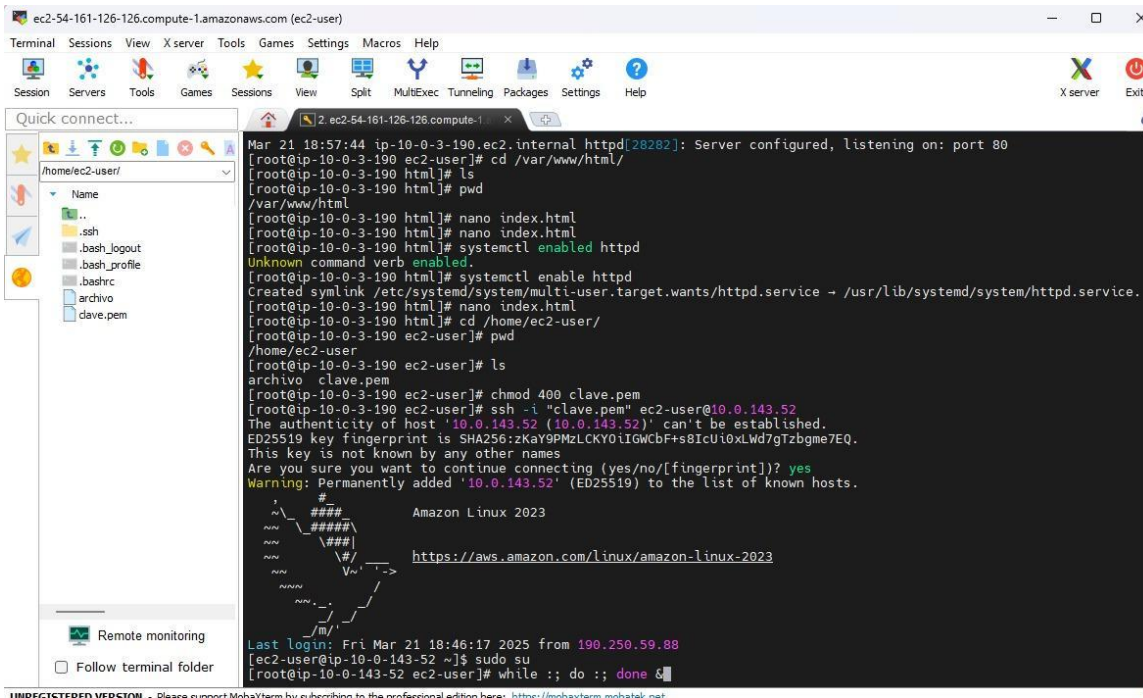 ec2-54-161-126-126.compute-1.amazonaws.com (ec2-user)
Terminal Sessions View X server Tools Games Settings Macros Help
Session Servers Tools Games Sessions View Split MultiExec Tunneling Packages Settings Help X server Exit
Quick connect...
2. ec2-54-161-126-126.compute-1.
/home/ec2-user/
Name
..
.ssh
.bash_logout
.bash_profile
.bashrc
archivo
clave.pem
Remote monitoring
Follow terminal folder
Mar 21 18:57:44 ip-10-0-3-190.ec2.internal httpd[28282]: Server configured, listening on: port 80
[root@ip-10-0-3-190 ec2-user]# cd /var/www/html/
[root@ip-10-0-3-190 html]# ls
[root@ip-10-0-3-190 html]# pwd
/var/www/html
[root@ip-10-0-3-190 html]# nano index.html
[root@ip-10-0-3-190 html]# nano index.html
[root@ip-10-0-3-190 html]# systemctl enabled httpd
Unknown command verb enabled.
[root@ip-10-0-3-190 html]# systemctl enable httpd
Created symlink /etc/systemd/system/multi-user.target.wants/httpd.service → /usr/lib/systemd/system/httpd.service.
[root@ip-10-0-3-190 html]# nano index.html
[root@ip-10-0-3-190 html]# cd /home/ec2-user/
[root@ip-10-0-3-190 ec2-user]# pwd
/home/ec2-user
[root@ip-10-0-3-190 ec2-user]# ls
archivo  clave.pem
[root@ip-10-0-3-190 ec2-user]# chmod 400 clave.pem
[root@ip-10-0-3-190 ec2-user]# ssh -i "clave.pem" ec2-user@10.0.143.52
The authenticity of host '10.0.143.52 (10.0.143.52)' can't be established.
ED25519 key fingerprint is SHA256:zKaY9PMzLCKYOiIGWCbF+s8IcUi0xLWd7gTzbgme7EQ.
This key is not known by any other names
Are you sure you want to continue connecting (yes/no/[fingerprint])? yes
Warning: Permanently added '10.0.143.52' (ED25519) to the list of known hosts.
   ,     #_
   ~\_  ####_        Amazon Linux 2023
  ~~  \_#####\
  ~~     \###|
  ~~       \#/ ___   https://aws.amazon.com/linux/amazon-linux-2023
   ~~       V~' '->
    ~~~         /
      ~~._.   _/
         _/ _/
       _/m/'
Last login: Fri Mar 21 18:46:17 2025 from 190.250.59.88
[ec2-user@ip-10-0-143-52 ~]$ sudo su
[root@ip-10-0-143-52 ec2-user]# while :; do :; done &
UNREGISTERED VERSION - Please support MobaXterm by subscribing to the professional edition here: https://mobaxterm.mobatek.net